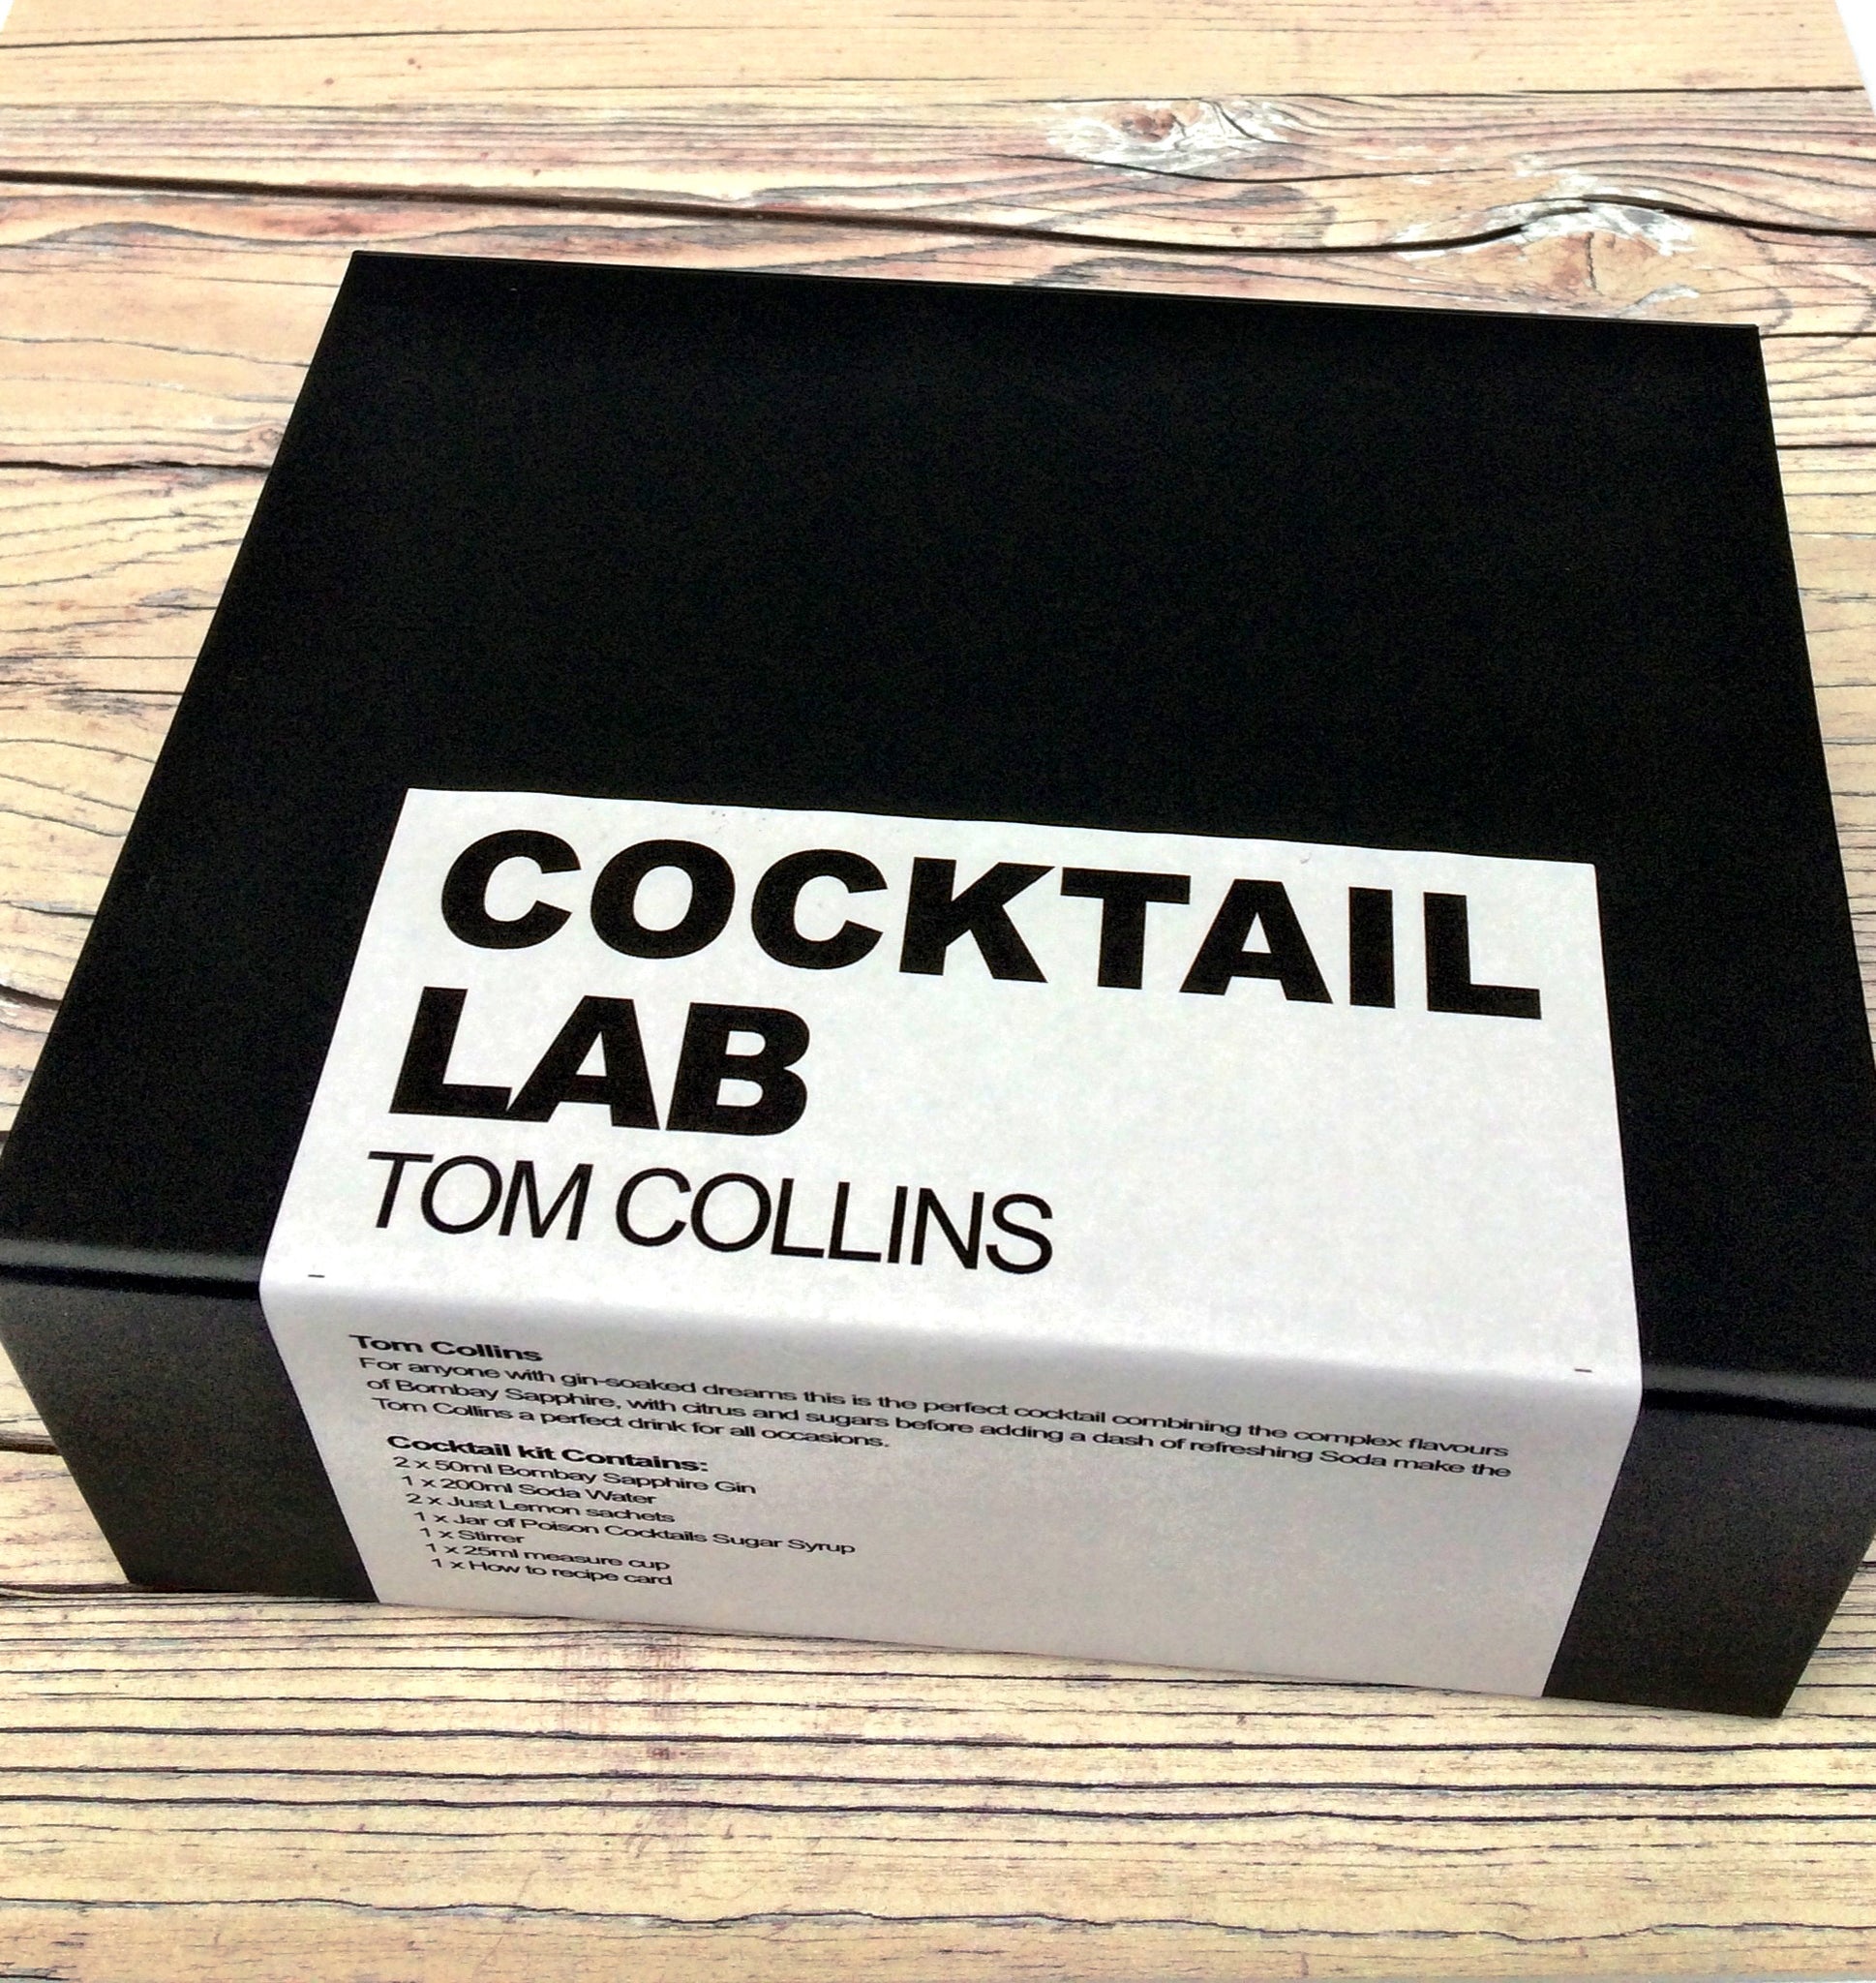 COCKTAIL
LAB
TOM COLLINS
Tom Collins
For anyone with gin-soaked dreams this is the perfect cocktail combining the complex flavours
of Bombay Sapphire, with citrus and sugars before adding a dash of refreshing Soda make the
Tom Collins a perfect drink for all occasions.
Cocktail kit Contains:
2 x 50ml Bombay Sapphire Gin
1 x 200ml Soda Water
2 x Just Lemon sachets
1 x Jar of Poison Cocktails Sugar Syrup
1 x Stirrer
1 x 25ml measure cup
1 x How to recipe card